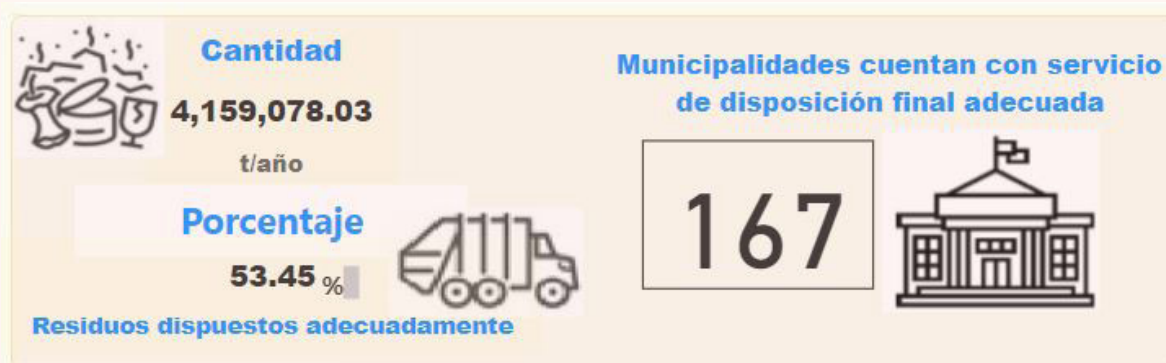 Cantidad
4,159,078.03
t/año
Porcentaje
53.45 %
Residuos dispuestos adecuadamente
Municipalidades cuentan con servicio
de disposición final adecuada
167